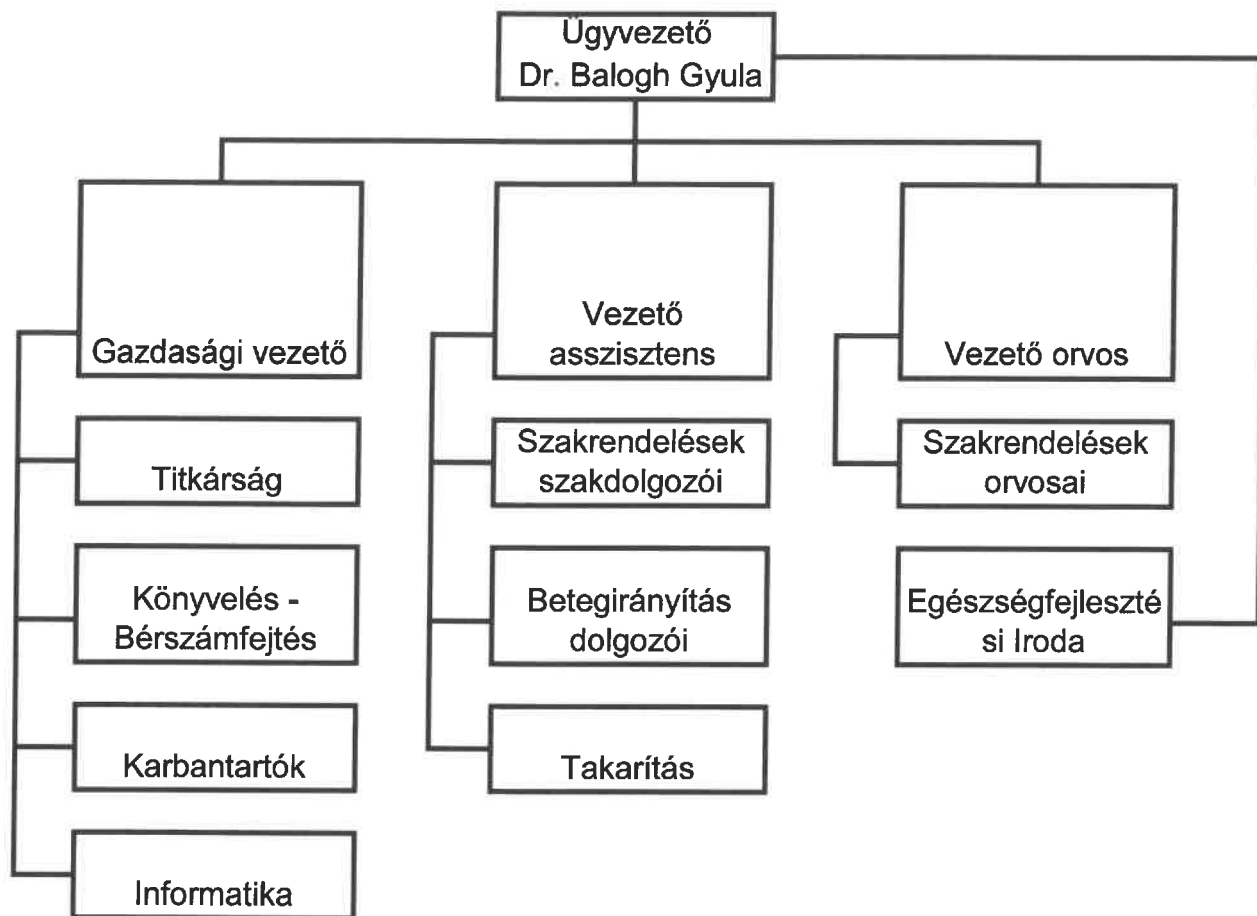 Ügyvezető
Dr. Balogh Gyula
Gazdasági vezető
Titkárság
Könyvelés -
Bérszámfejtés
Karbantartók
Informatika
Vezető
asszisztens
Szakrendelések
szakdolgozói
Betegirányítás
dolgozói
Takarítás
Vezető orvos
Szakrendelések
orvosai
Egészségfejleszté
si Iroda